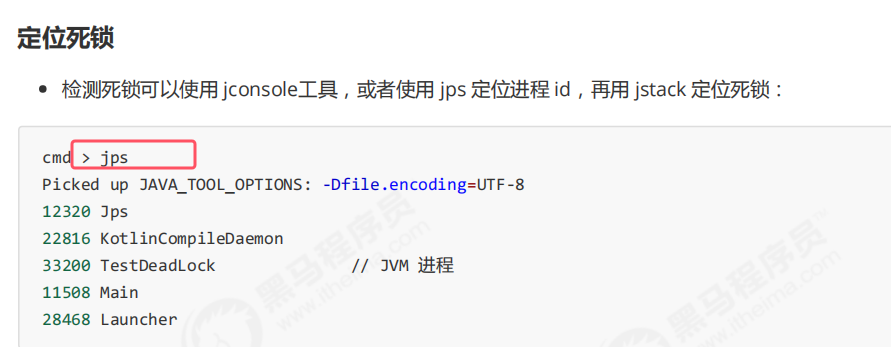 定位死锁
• 检测死锁可以使用 jconsole工具，或者使用 jps 定位进程 id，再用 jstack 定位死锁：
cmd > jps
Picked up JAVA_TOOL_OPTIONS: -Dfile.encoding=UTF-8
12320 Jps
22816 KotlinCompileDaemon
33200 TestDeadLock // JVM 进程
11508 Main
28468 Launcher
黑马程序员
www.itheima.com
黑马程序员™
www.itheima.com